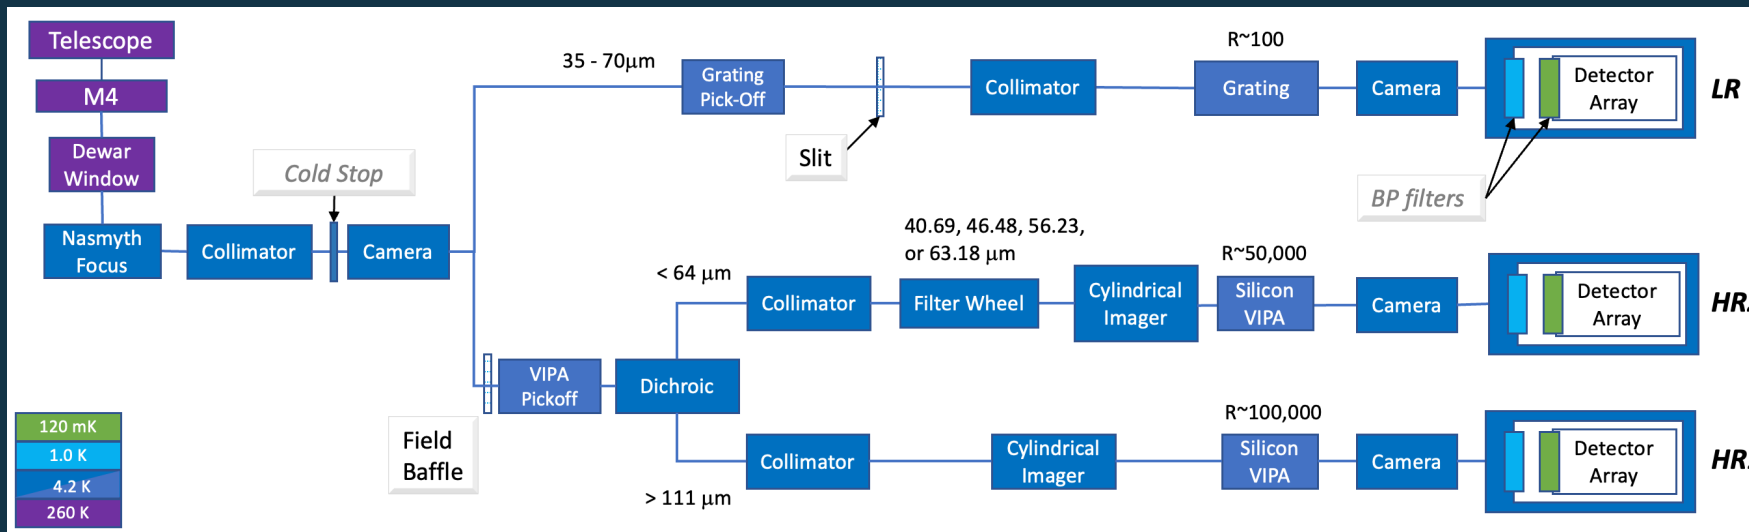 Telescope
M4
Dewar
Window
Nasmyth
Focus
Collimator
Cold Stop
Camera
35 - 70μm
Grating
Pick-Off
Slit
Collimator
R~100
Grating
Camera
Detector
Array
LR
BP filters
Field
Baffle
VIPA
Pickoff
Dichroic
< 64 μm
Collimator
40.69, 46.48, 56.23,
or 63.18 μm
Filter Wheel
Cylindrical
Imager
R~50,000
Silicon
VIPA
Camera
Detector
Array
HR
> 111 μm
Collimator
Cylindrical
Imager
R~100,000
Silicon
VIPA
Camera
Detector
Array
HR
120 mK
1.0 K
4.2 K
260 K